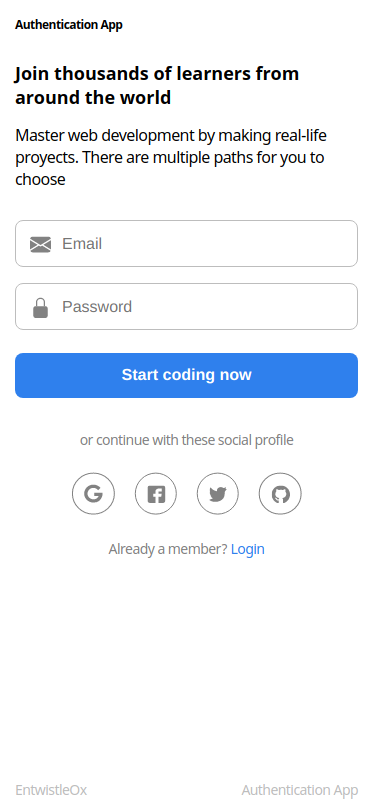 Authentication App
Join thousands of learners from
around the world
Master web development by making real-life
proyects. There are multiple paths for you to
choose
Email
Password
Start coding now
or continue with these social profile
Already a member? Login
EntwistleOx Authentication App